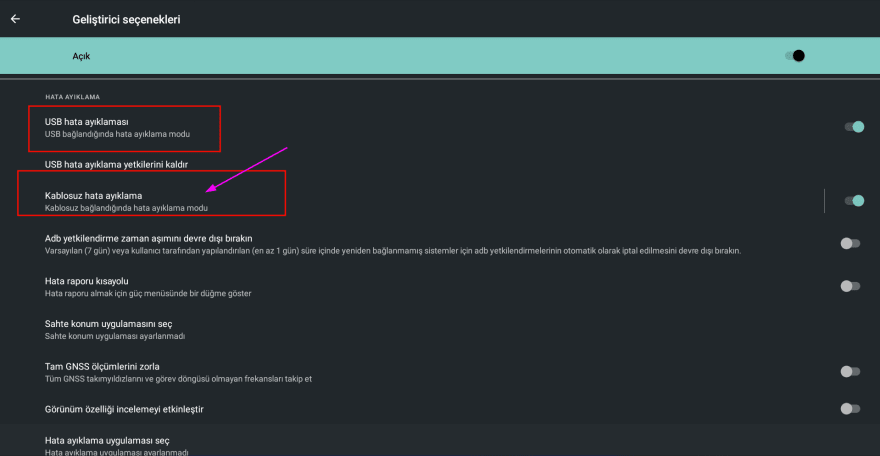 Geliştirici seçenekleri
Açık
HATA AYIKLAMA
USB hata ayıklaması
USB bağlandığında hata ayıklama modu
USB hata ayıklama yetkilerini kaldır
Kablosuz hata ayıklama
Kablosuz bağlandığında hata ayıklama modu
Adb yetkilendirme zaman aşımını devre dışı bırakın
Varsayılan (7 gün) veya kullanıcı tarafından yapılandırılan (en az 1 gün) süre içinde yeniden bağlanmamış sistemler için adb yetkilendirmelerinin otomatik olarak iptal edilmesini devre dışı bırakın.
Hata raporu kısayolu
Hata raporu almak için güç menüsünde bir düğme göster
Sahte konum uygulamasını seç
Sahte konum uygulaması ayarlanmadı
Tam GNSS ölçümlerini zorla
Tüm GNSS takımyıldızlarını ve görev döngüsü olmayan frekansları takip et
Görünüm özelliği incelemeyi etkinleştir
Hata ayıklama uygulaması seç
Hata ayıklama uygulaması ayarlanmadı